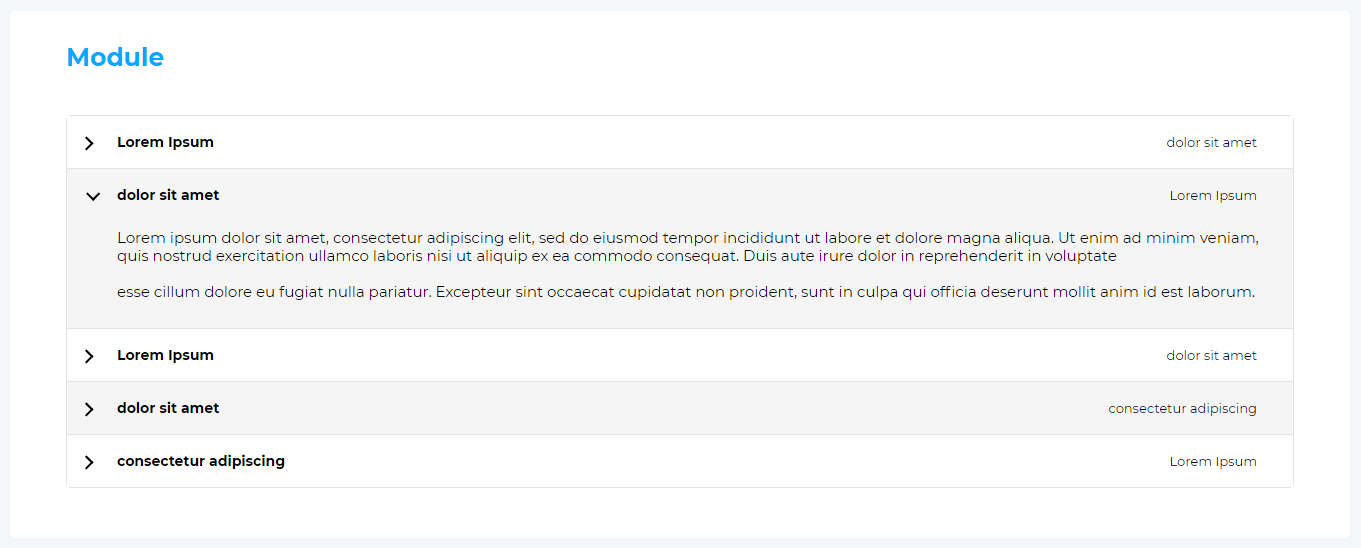 Module
Lorem Ipsum dolor sit amet
dolor sit amet Lorem Ipsum
Lorem ipsum dolor sit amet, consectetur adipiscing elit, sed do eiusmod tempor incididunt ut labore et dolore magna aliqua. Ut enim ad minim veniam,
quis nostrud exercitation ullamco laboris nisi ut aliquip ex ea commodo consequat. Duis aute irure dolor in reprehenderit in voluptate
esse cillum dolore eu fugiat nulla pariatur. Excepteur sint occaecat cupidatat non proident, sunt in culpa qui officia deserunt mollit anim id est laborum.
Lorem Ipsum dolor sit amet
dolor sit amet consectetur adipiscing
consectetur adipiscing Lorem Ipsum